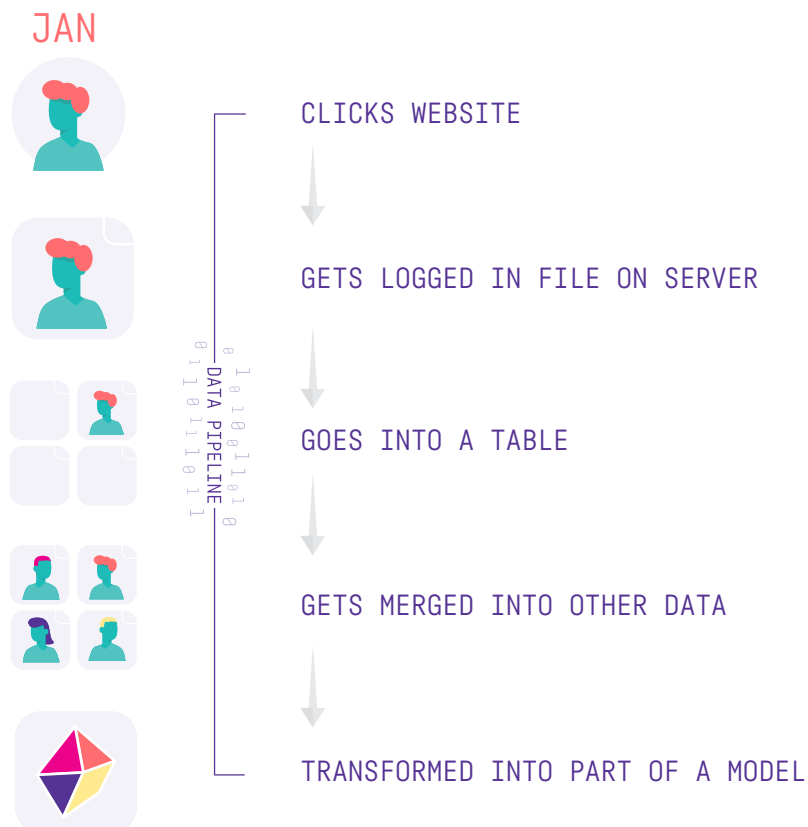 JAN
CLICKS WEBSITE
GETS LOGGED IN FILE ON SERVER
DATA PIPELINE
GOES INTO A TABLE
GETS MERGED INTO OTHER DATA
TRANSFORMED INTO PART OF A MODEL